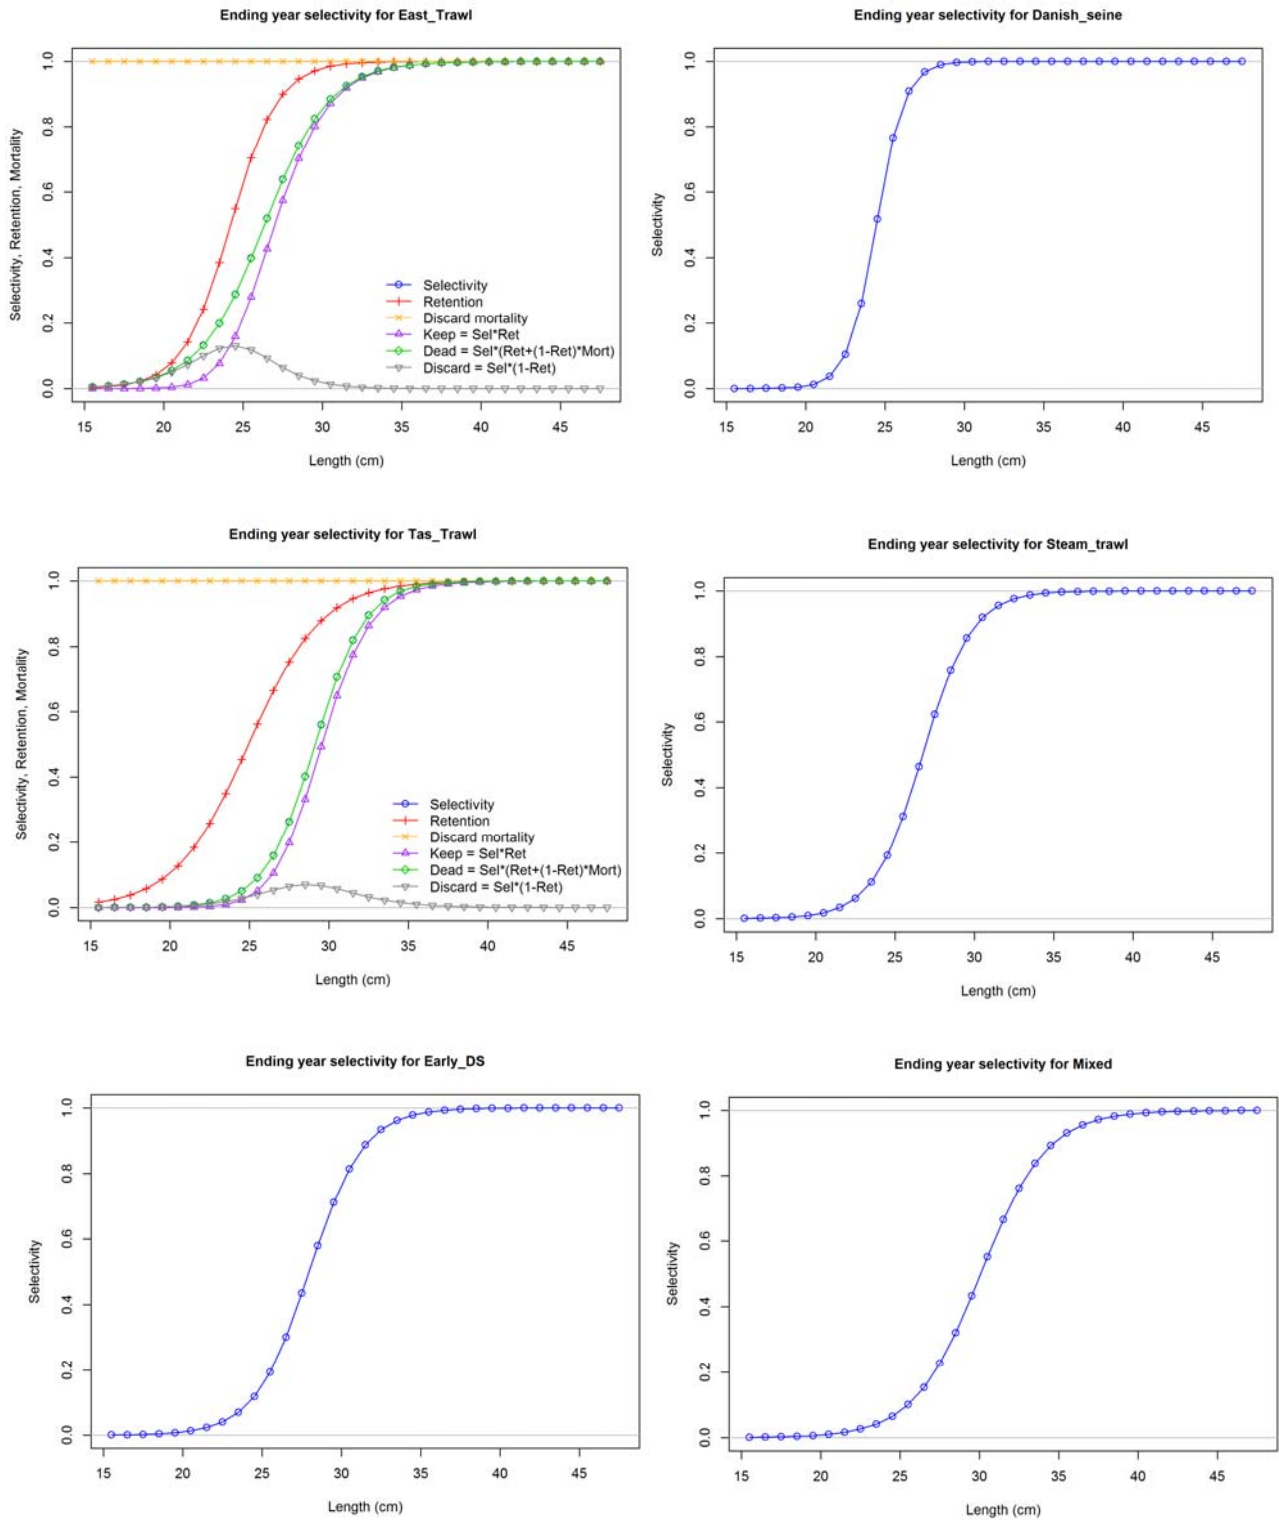 Ending year selectivity for East_Trawl
Selectivity, Retention, Mortality
1.0
0.8
0.6
0.4
0.2
0.0
Selectivity
Retention
Discard mortality
Keep = Sel*Ret
Dead = Sel*(Ret+(1-Ret)*Mort)
Discard = Sel*(1-Ret)
15 20 25 30 35 40 45
Length (cm)
Ending year selectivity for Danish_seine
Selectivity
1.0
0.8
0.6
0.4
0.2
0.0
15 20 25 30 35 40 45
Length (cm)
Ending year selectivity for Tas_Trawl
Selectivity, Retention, Mortality
1.0
0.8
0.6
0.4
0.2
0.0
Selectivity
Retention
Discard mortality
Keep = Sel*Ret
Dead = Sel*(Ret+(1-Ret)*Mort)
Discard = Sel*(1-Ret)
15 20 25 30 35 40 45
Length (cm)
Ending year selectivity for Steam_trawl
Selectivity
1.0
0.8
0.6
0.4
0.2
0.0
15 20 25 30 35 40 45
Length (cm)
Ending year selectivity for Early_DS
Selectivity
1.0
0.8
0.6
0.4
0.2
0.0
15 20 25 30 35 40 45
Length (cm)
Ending year selectivity for Mixed
Selectivity
1.0
0.8
0.6
0.4
0.2
0.0
15 20 25 30 35 40 45
Length (cm)